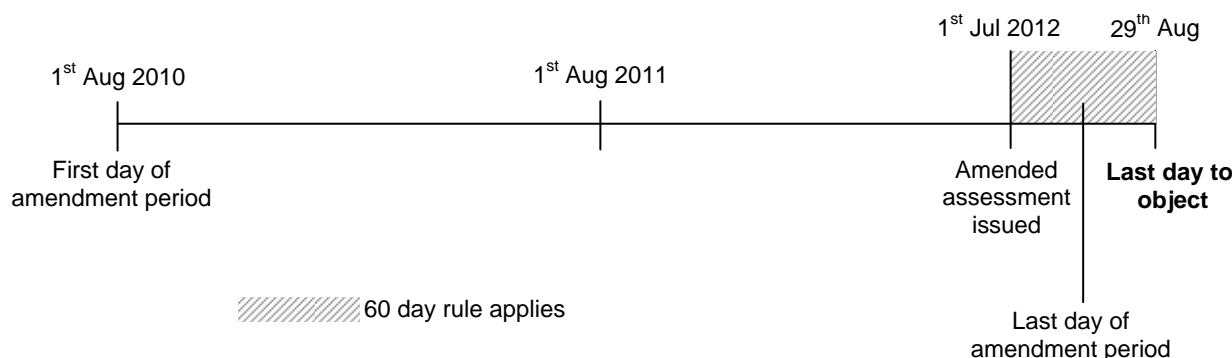 1st Jul 2012
29th Aug
1st Aug 2010
1st Aug 2011
First day of
amendment period
Amended
assessment
issued
Last day to
object
60 day rule applies
Last day of
amendment period